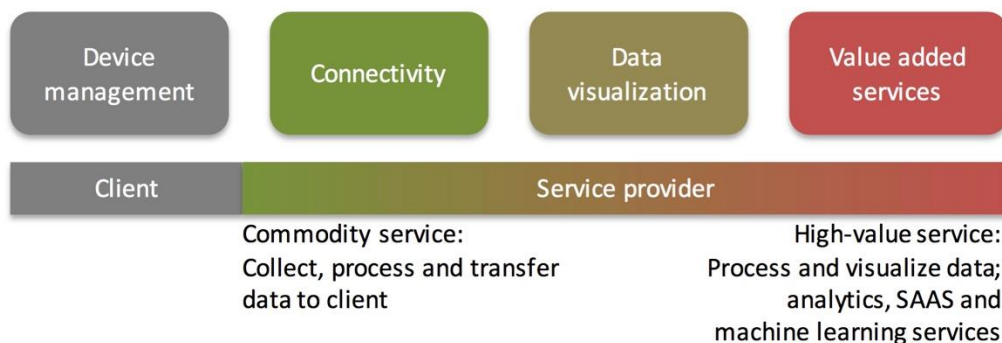 Device
management
Connectivity
Data
visualization
Value added
services
Client
Service provider
Commodity service:
Collect, process and transfer
data to client
High-value service:
Process and visualize data;
analytics, SAAS and
machine learning services